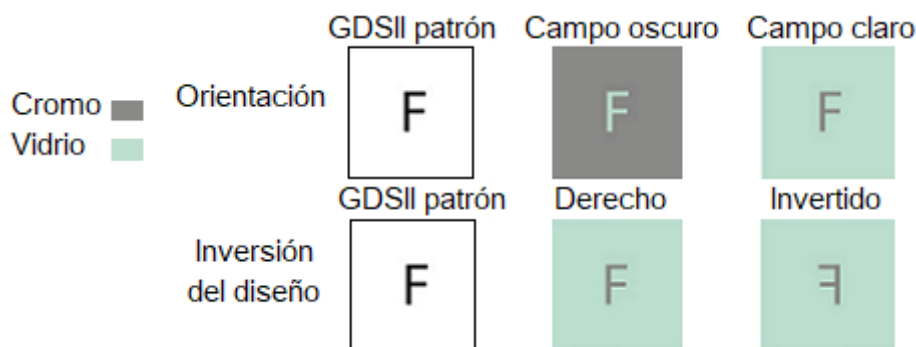 GDSII patrón Campo oscuro Campo claro
Cromo
Vidrio
Orientación
F F F
GDSII patrón Derecho Invertido
Inversión
del diseño
F F F